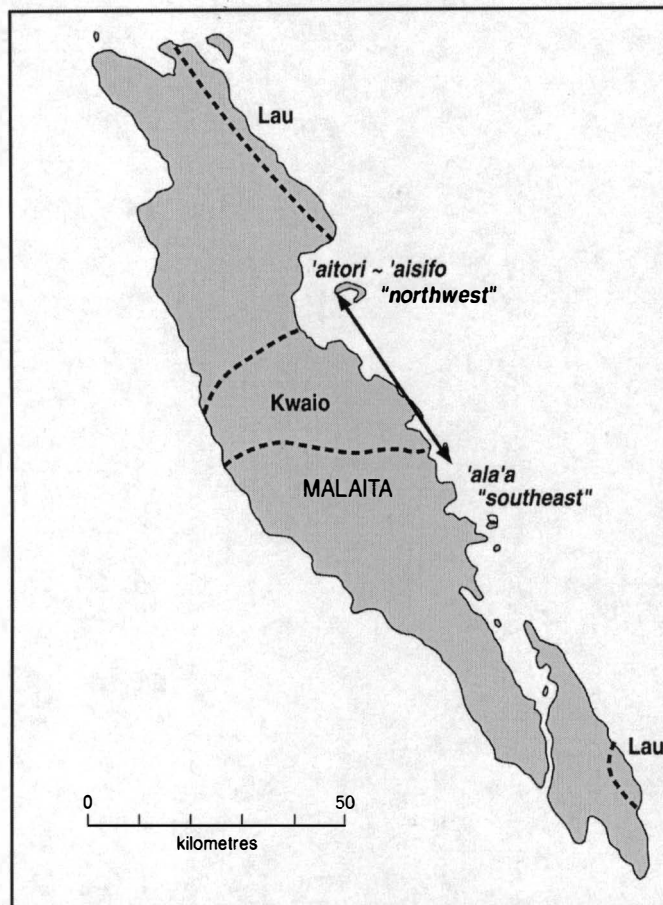 Lau
'aitori ~ 'aisifo
"northwest"
Kwaio
'ala'a
"southeast"
MALAITA
Lau
0 50
kilometres